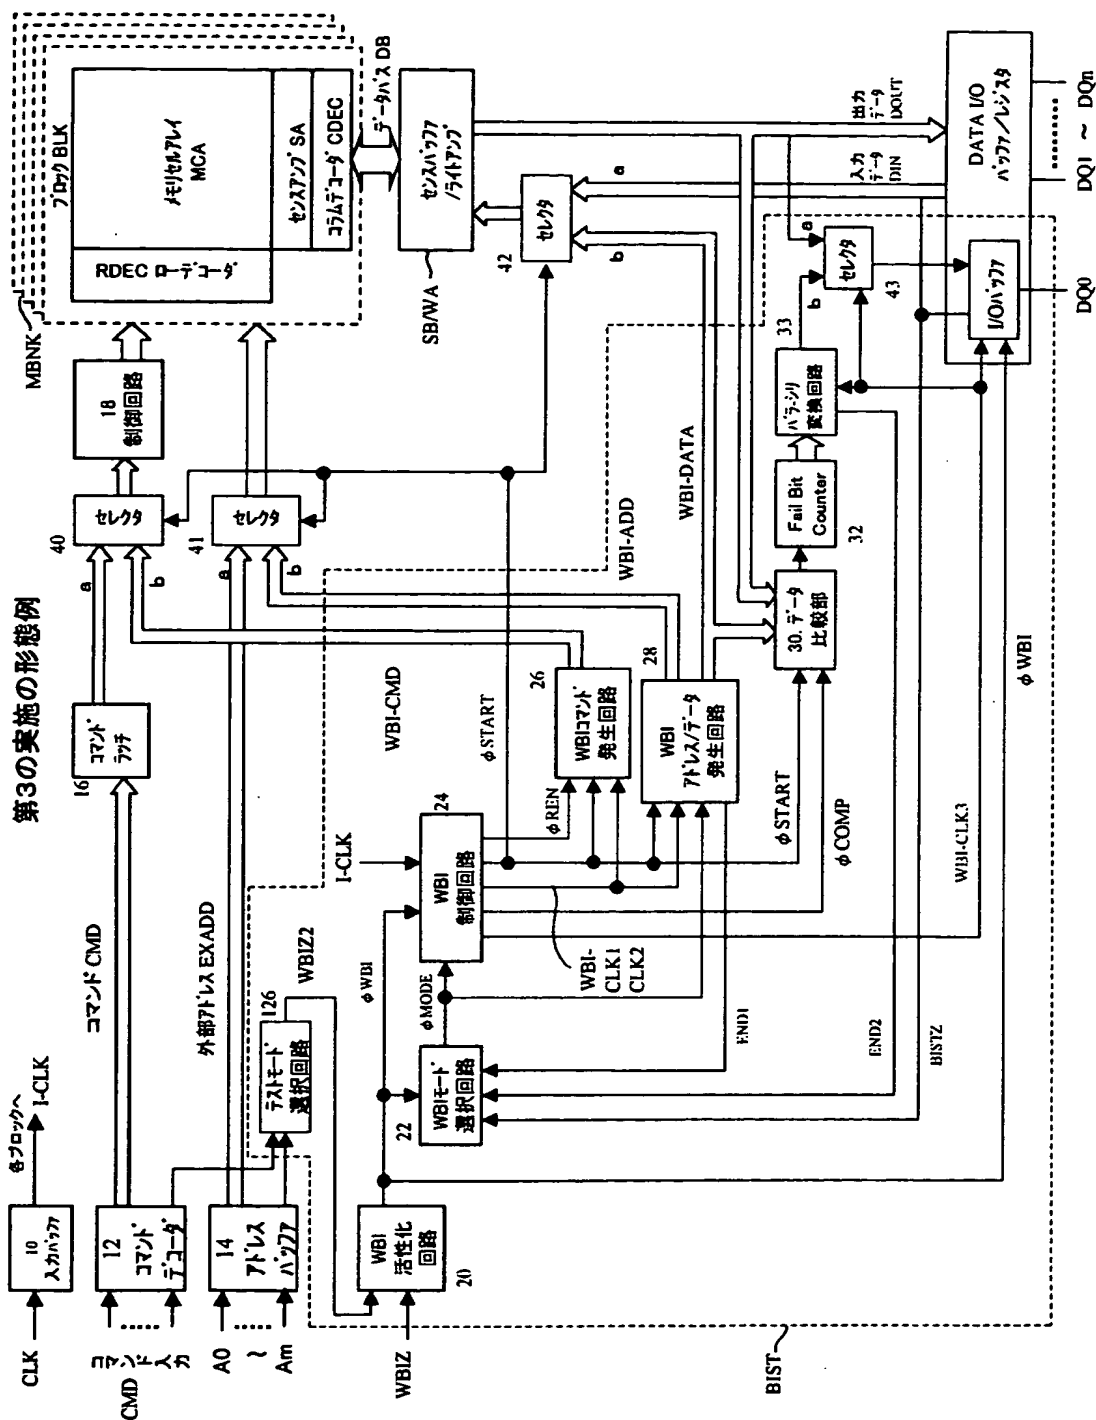 第3の実施の形態例
CLK
10
入力バッファ
各ブロックへ
I-CLK
コマンド入力
CMD
12
コマンド
デコーダ
コマンド CMD
16
コマンド
ラッチ
A0
~
Am
14
アドレス
バッファ
外部アドレス EXADD
126
テストモード
選択回路
WBIZ2
40
セレクタ
a
b
41
セレクタ
a
b
18
制御回路
MBNK
ブロック BLK
メモリセルアレイ
MCA
RDEC ローデコーダ
センスアンプ SA
コラムデコーダ CDEC
データバス DB
センスバッファ
/ライトアンプ
SB/WA
42
セレクタ
a
b
WBIZ
WBI
活性化
回路
20
φWBI
22
WBIモード
選択回路
φMODE
I-CLK
24
WBI
制御回路
φREN
φSTART
WBI-CMD
WBI-ADD
WBI-DATA
26
WBIコマンド
発生回路
28
WBI
アドレス/データ
発生回路
WBI-
CLK1
CLK2
END1
φSTART
φCOMP
30.データ
比較部
Fail Bit
Counter
32
パラ-シリ
変換回路
33
セレクタ
43
a
b
入力
データ
DIN
出力
データ
DOUT
DATA I/O
バッファ/レジスタ
I/Oバッファ
DQ0
DQ1 ~ DQn
END2
BISTZ
WBI-CLK3
φWBI
BIST